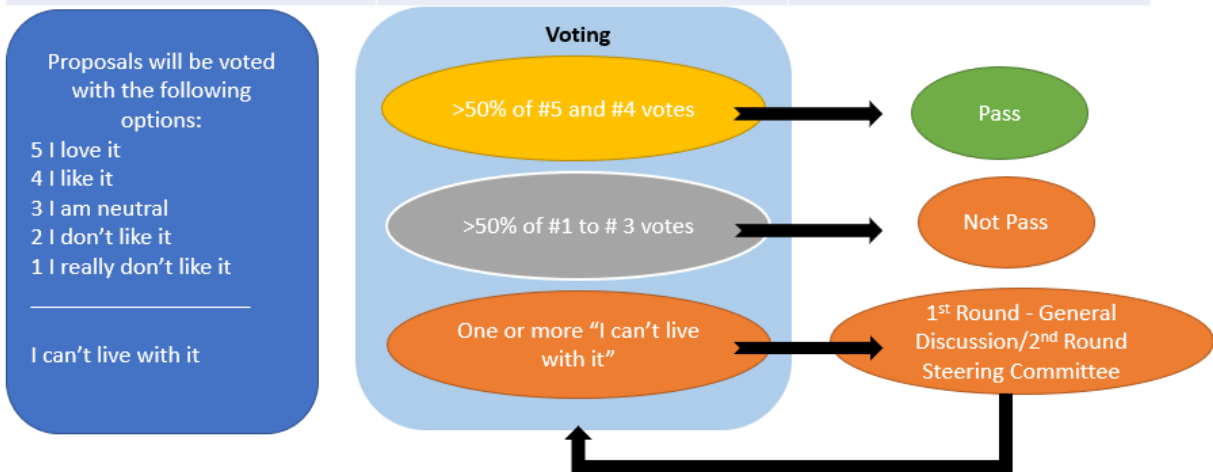 Proposals will be voted
with the following
options:
5 I love it
4 I like it
3 I am neutral
2 I don't like it
1 I really don't like it
I can't live with it
Voting
>50% of #5 and #4 votes
Pass
>50% of #1 to # 3 votes
Not Pass
One or more “I can't live
with it”
1st Round - General
Discussion/2nd Round
Steering Committee